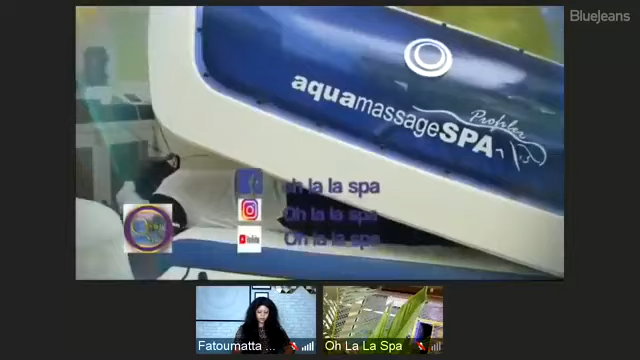 BlueJeans
aquamassageSPA
Profiler
oh la la spa
Oh la la spa
YouTube
Oh la la spa
Fatoumatta ...
Oh La La Spa